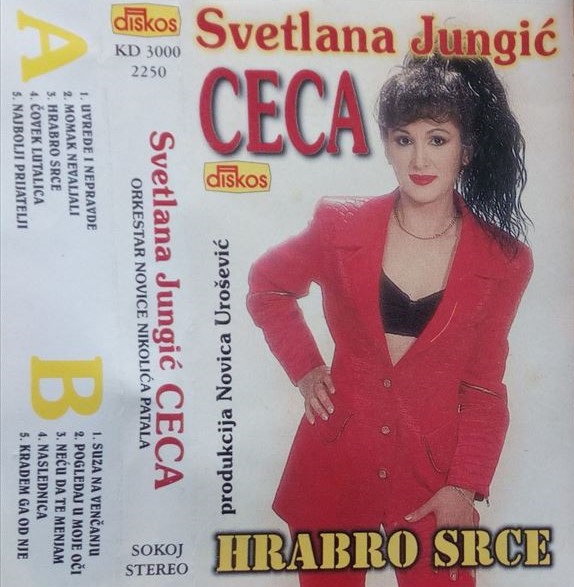 A
1. UVREDE I NEPRAVDE
2. MOMAK NEVALJALI
3. HRABRO SRCE
4. ČOVEK LUTALICA
5. NAJBOLJI PRIJATELJI
B
1. SUZA NA VENČANJU
2. POGLEDAJ U MOJE OČI
3. NEĆU DA TE MENJAM
4. NASLEDNICA
5. KRADEM GA OD NJE
diskos
KD 3000
2250
Svetlana Jungić CECA
ORKESTAR NOVICE NIKOLIĆA PATALA
SOKOJ
STEREO
Svetlana Jungić
CECA
diskos
produkcija Novica Urošević
HRABRO SRCE